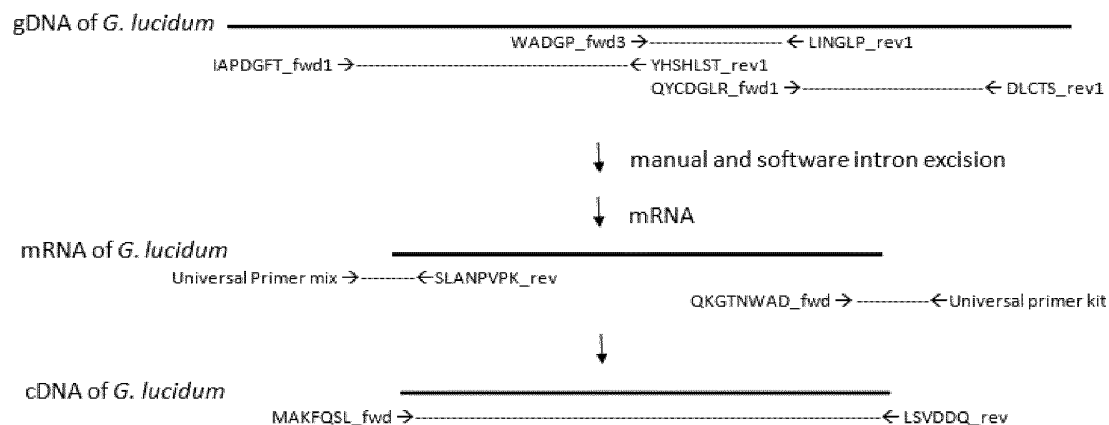 gDNA of G. lucidum
WADGP_fwd3 → ← LINGLP_rev1
IAPDGFT_fwd1 → ← YHSHLST_rev1
QYCDGLR_fwd1 → ← DLCTS_rev1
manual and software intron excision
mRNA
mRNA of G. lucidum
Universal Primer mix → ← SLANPVPK_rev
QKGTNWAD_fwd → ← Universal primer kit
cDNA of G. lucidum
MAKFQSL_fwd → ← LSVDDQ_rev